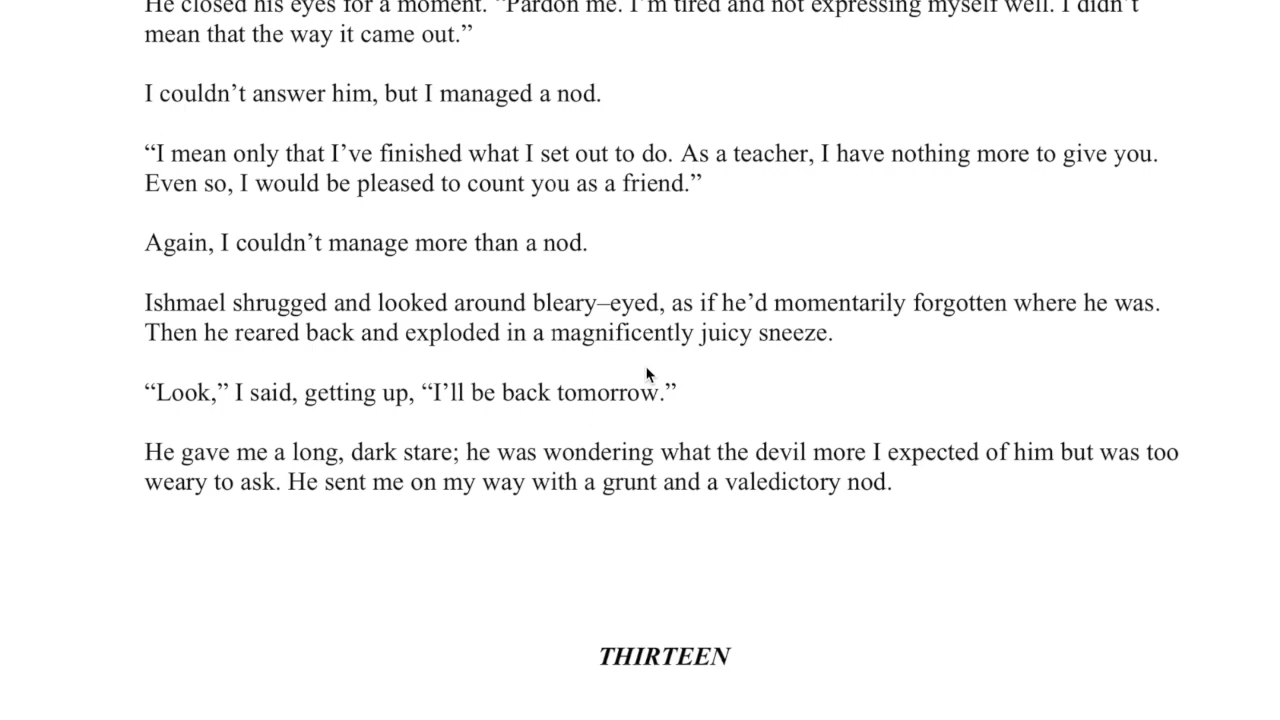 He closed his eyes for a moment. “Pardon me. I’m tired and not expressing myself well. I didn’t
mean that the way it came out.”
I couldn’t answer him, but I managed a nod.
“I mean only that I’ve finished what I set out to do. As a teacher, I have nothing more to give you.
Even so, I would be pleased to count you as a friend.”
Again, I couldn’t manage more than a nod.
Ishmael shrugged and looked around bleary–eyed, as if he’d momentarily forgotten where he was.
Then he reared back and exploded in a magnificently juicy sneeze.
“Look,” I said, getting up, “I’ll be back tomorrow.”
He gave me a long, dark stare; he was wondering what the devil more I expected of him but was too
weary to ask. He sent me on my way with a grunt and a valedictory nod.
THIRTEEN